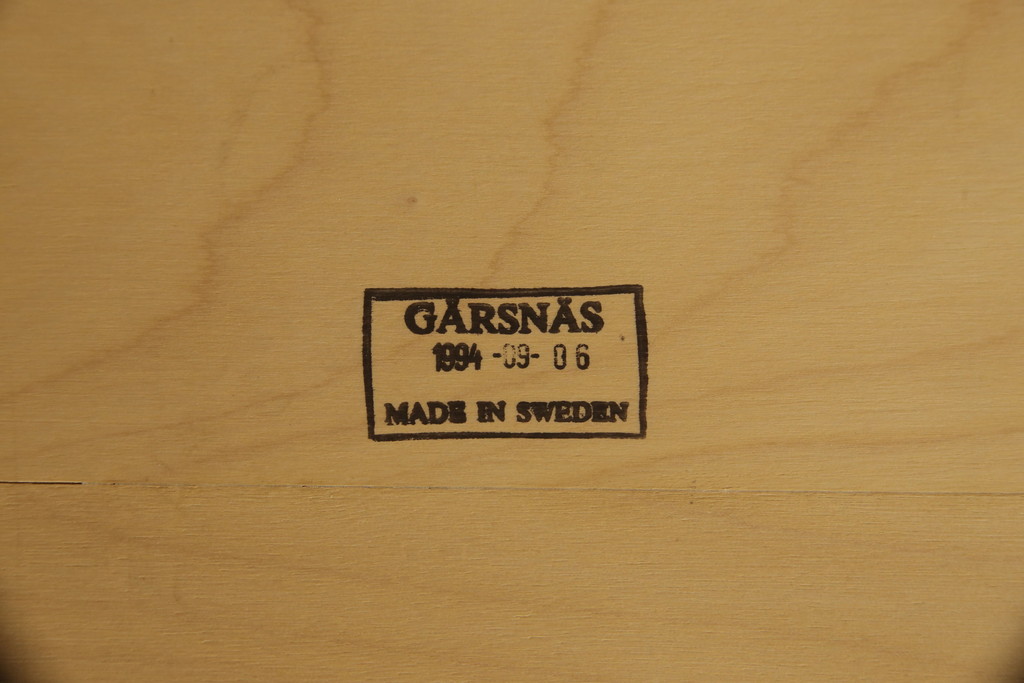 GÄRSNÄS
1994 -09- 06
MADE IN SWEDEN